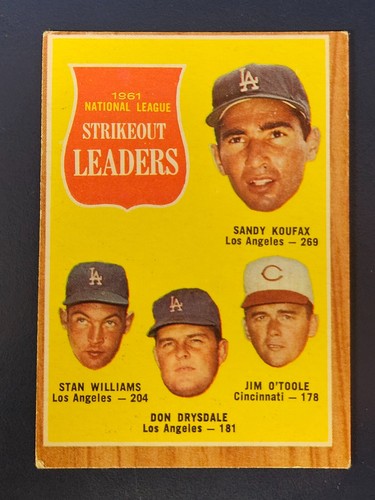 1961
NATIONAL LEAGUE
STRIKEOUT
LEADERS
LA
SANDY KOUFAX
Los Angeles — 269
LA
STAN WILLIAMS
Los Angeles — 204
LA
DON DRYSDALE
Los Angeles — 181
C
JIM O'TOOLE
Cincinnati — 178